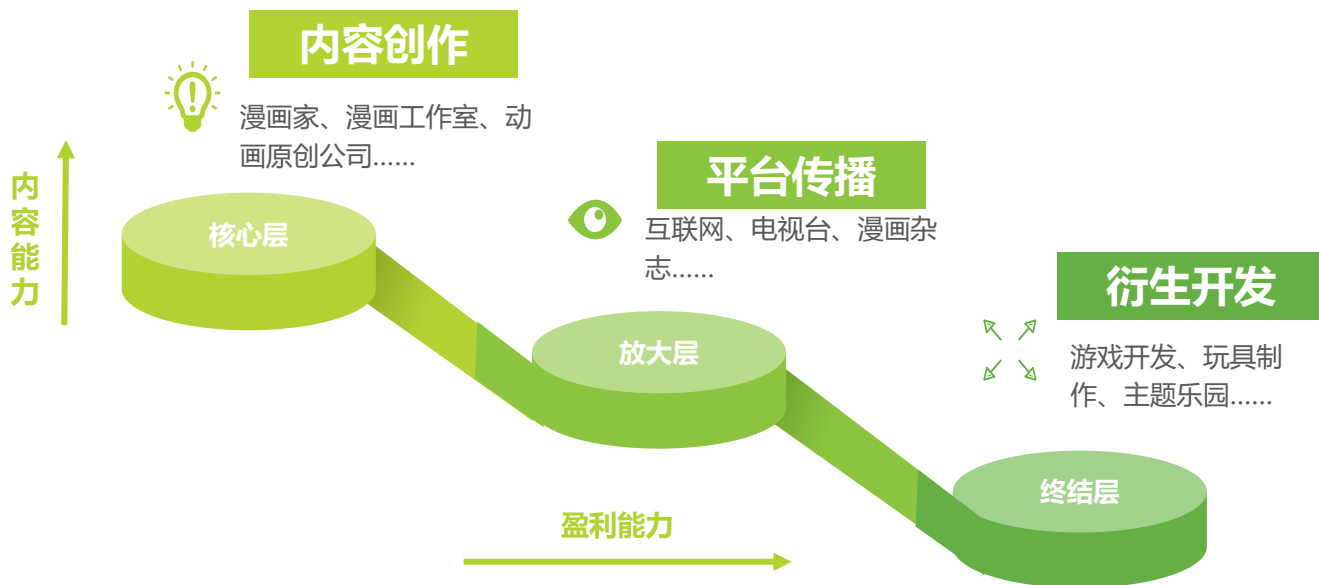 内容创作
漫画家、漫画工作室、动
画原创公司……
内容能力
核心层
平台传播
互联网、电视台、漫画杂
志……
放大层
衍生开发
游戏开发、玩具制
作、主题乐园……
终结层
盈利能力